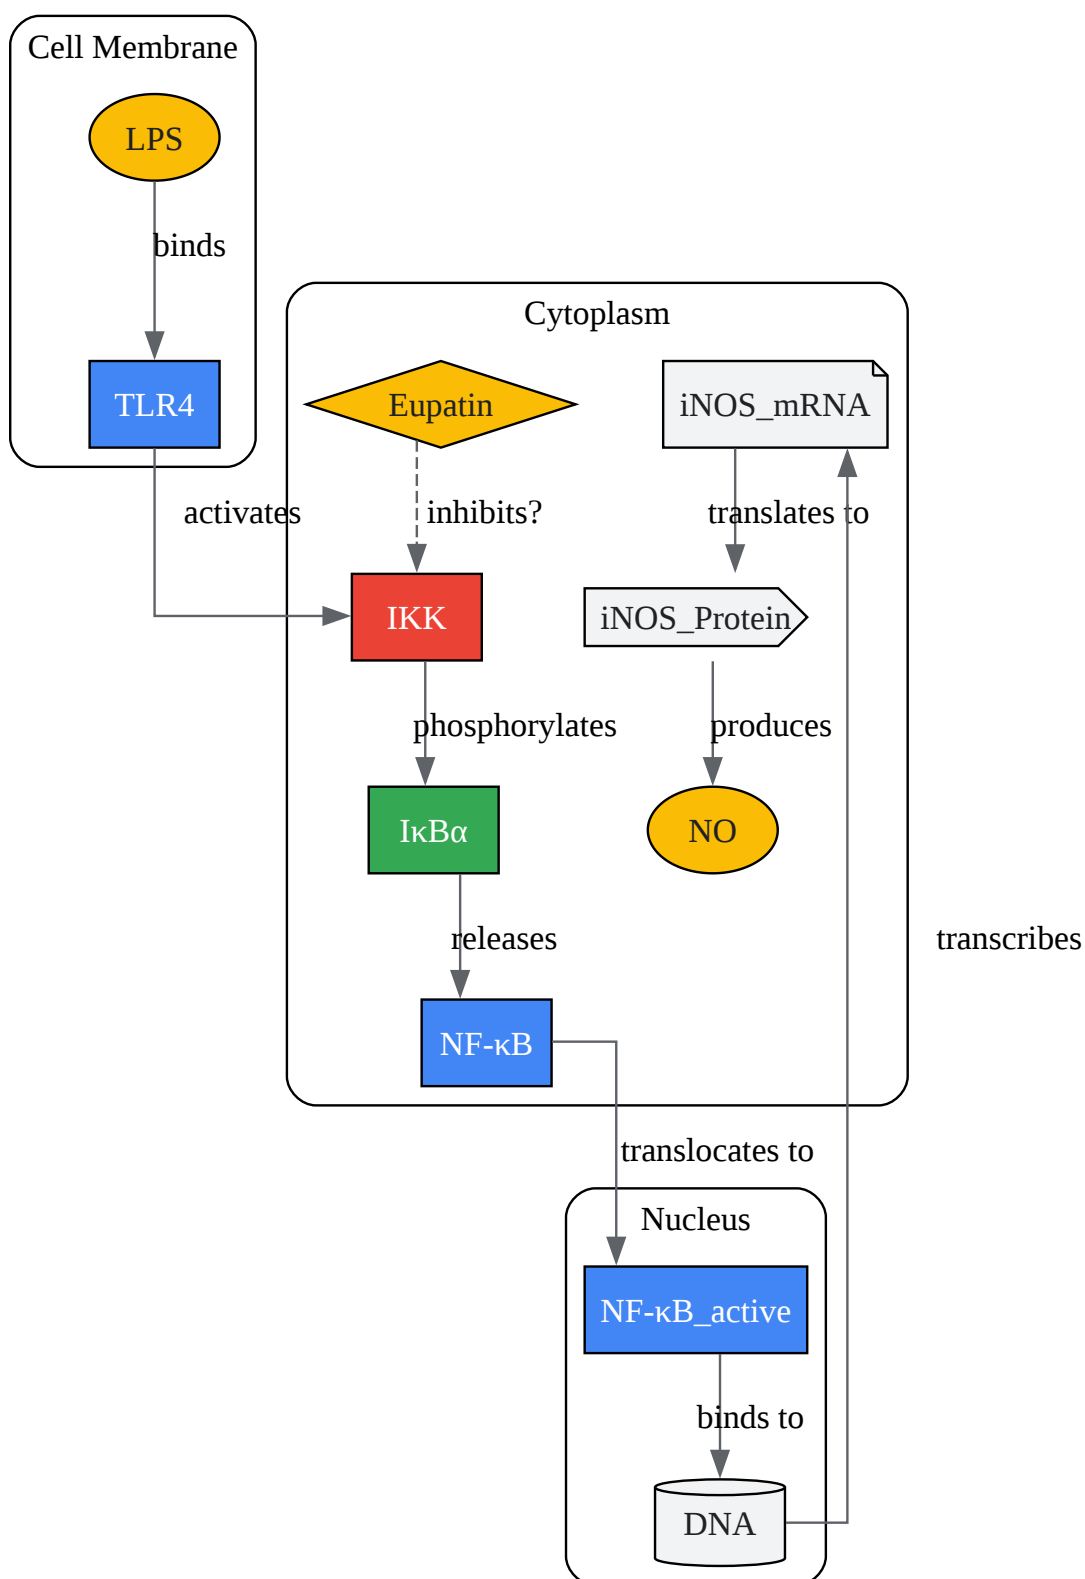 Cell Membrane
LPS
binds
TLR4
activates
Cytoplasm
Eupatin
iNOS_mRNA
inhibits?
translates to
IKK
iNOS_Protein
phosphorylates
produces
IκBα
NO
releases
transcribes
NF-κB
translocates to
Nucleus
NF-κB_active
binds to
DNA